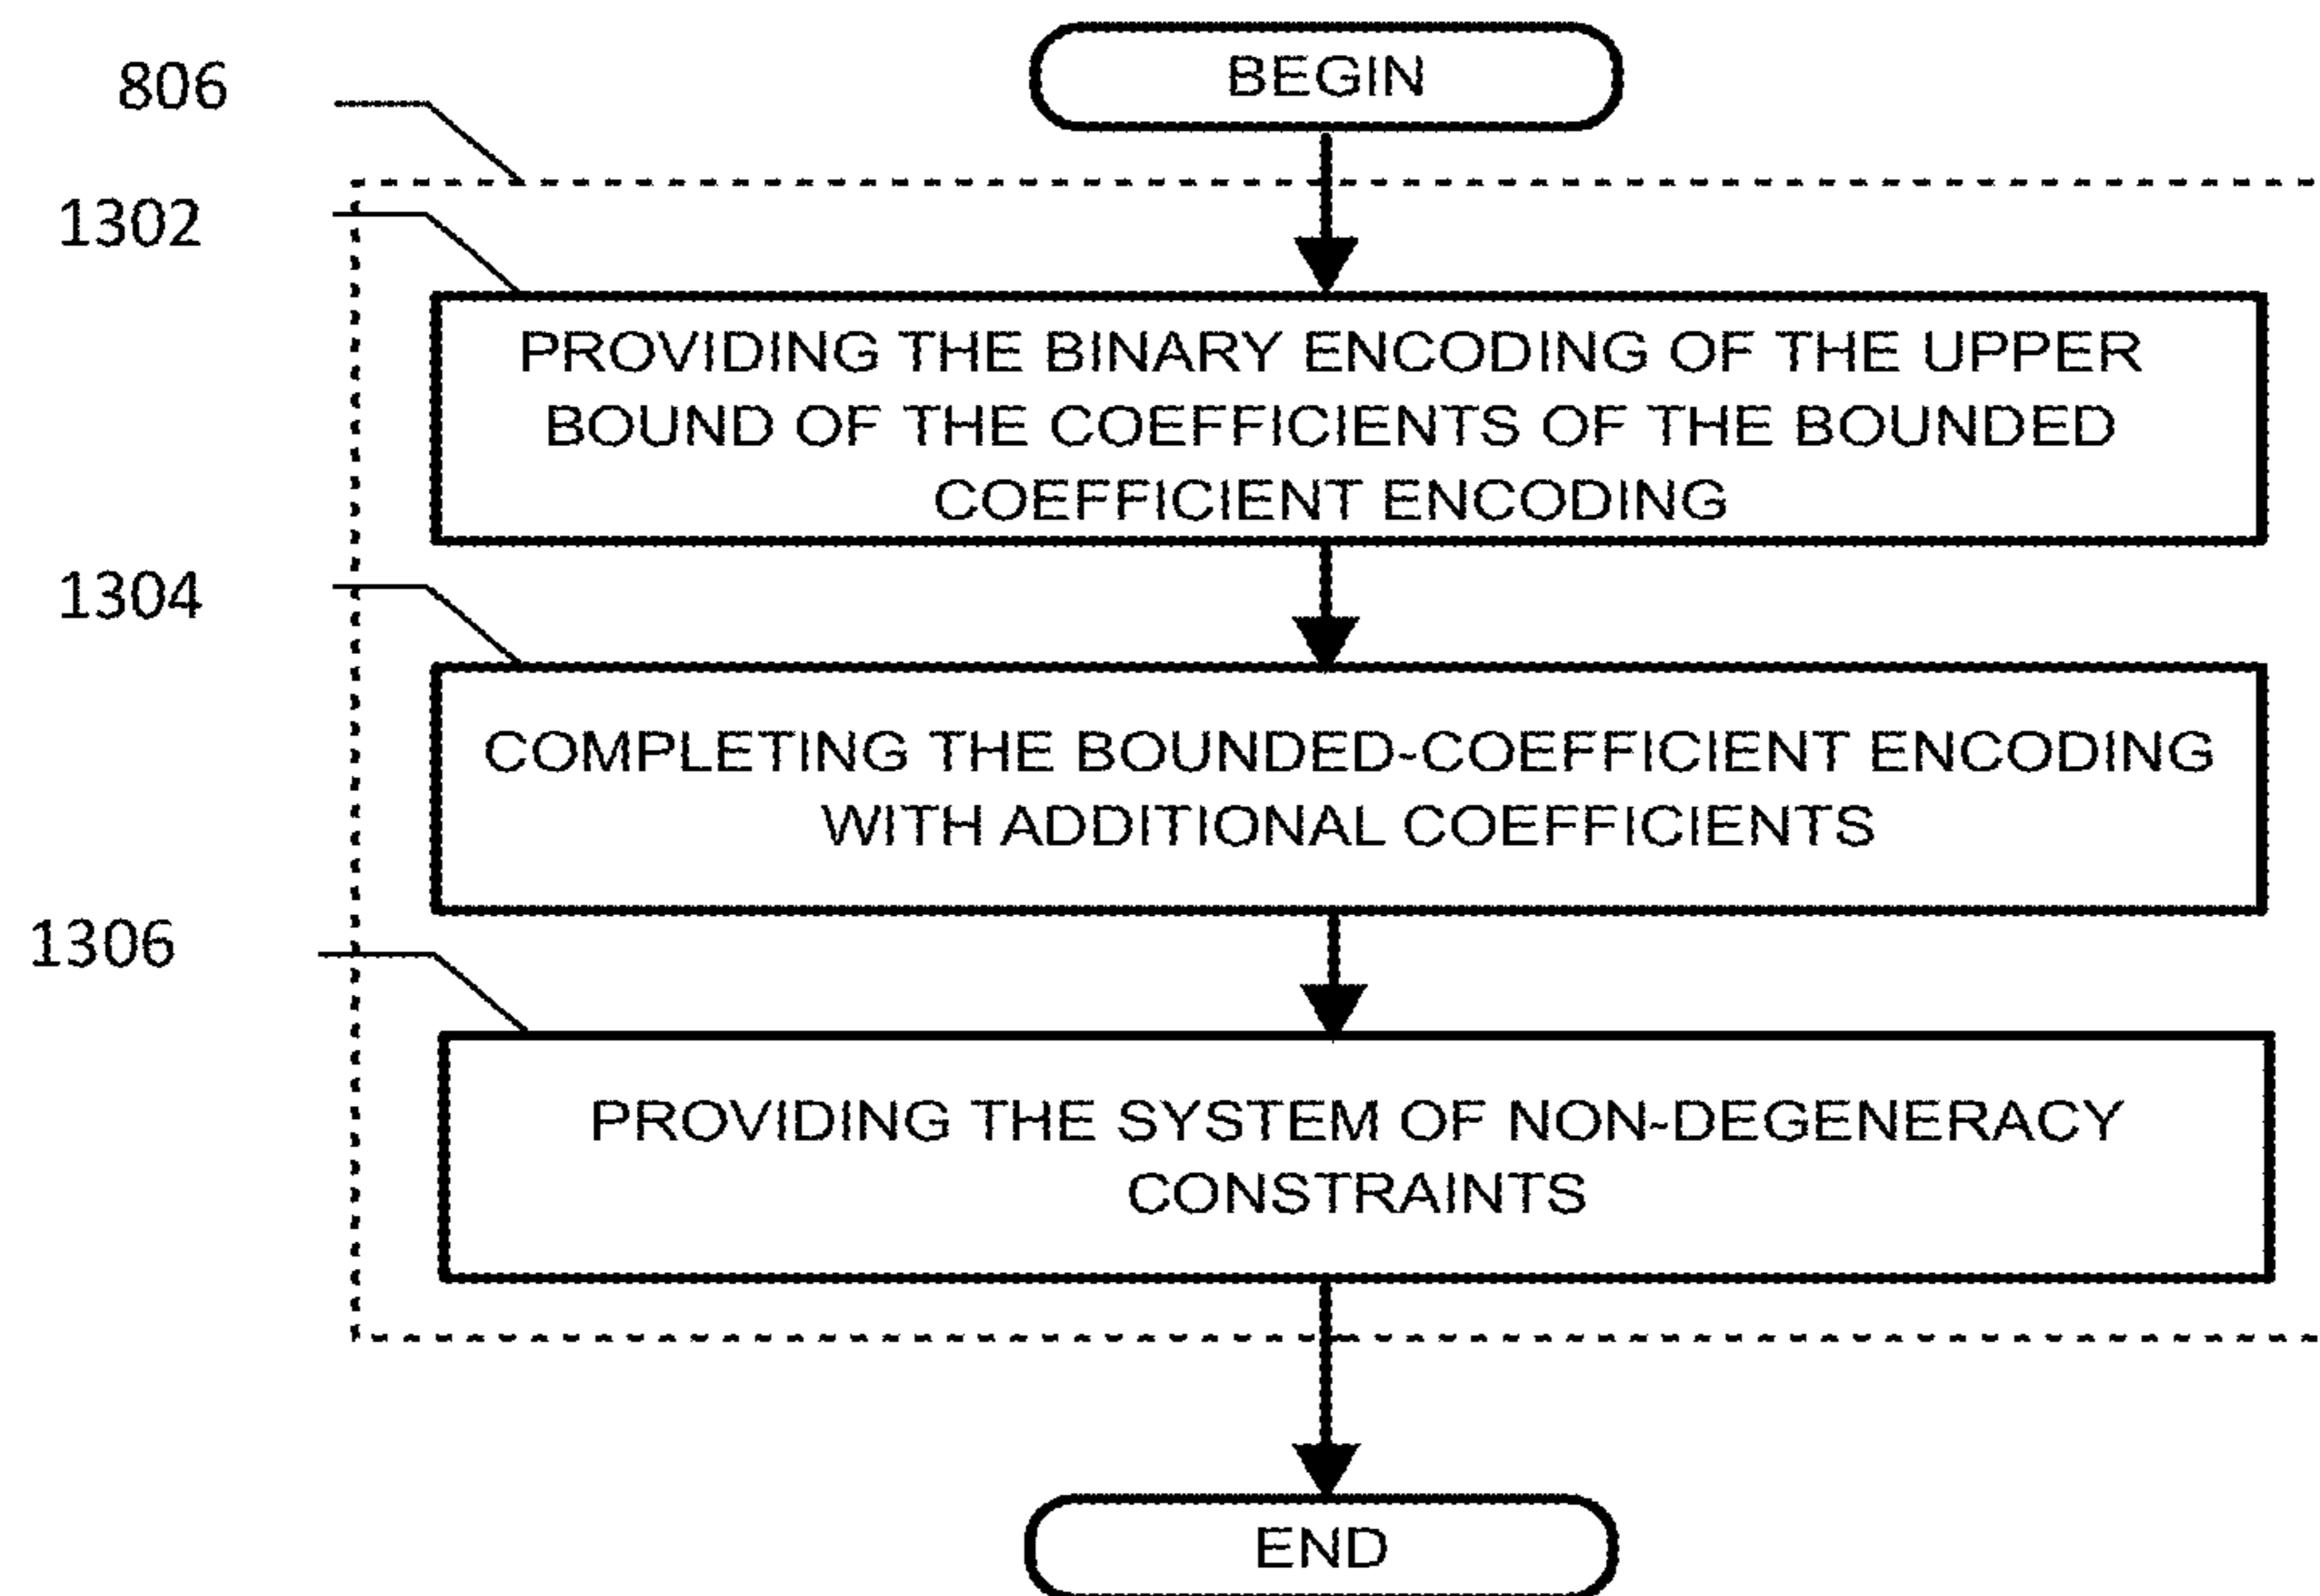 BEGIN
806
1302
PROVIDING THE BINARY ENCODING OF THE UPPER
BOUND OF THE COEFFICIENTS OF THE BOUNDED
COEFFICIENT ENCODING
1304
COMPLETING THE BOUNDED-COEFFICIENT ENCODING
WITH ADDITIONAL COEFFICIENTS
1306
PROVIDING THE SYSTEM OF NON-DEGENERACY
CONSTRAINTS
END